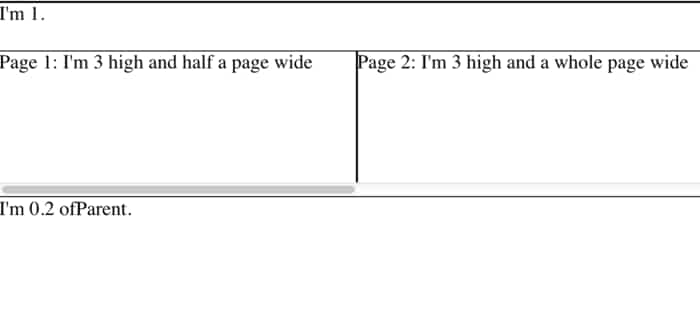 I'm 1.
Page 1: I'm 3 high and half a page wide
Page 2: I'm 3 high and a whole page wide
I'm 0.2 ofParent.